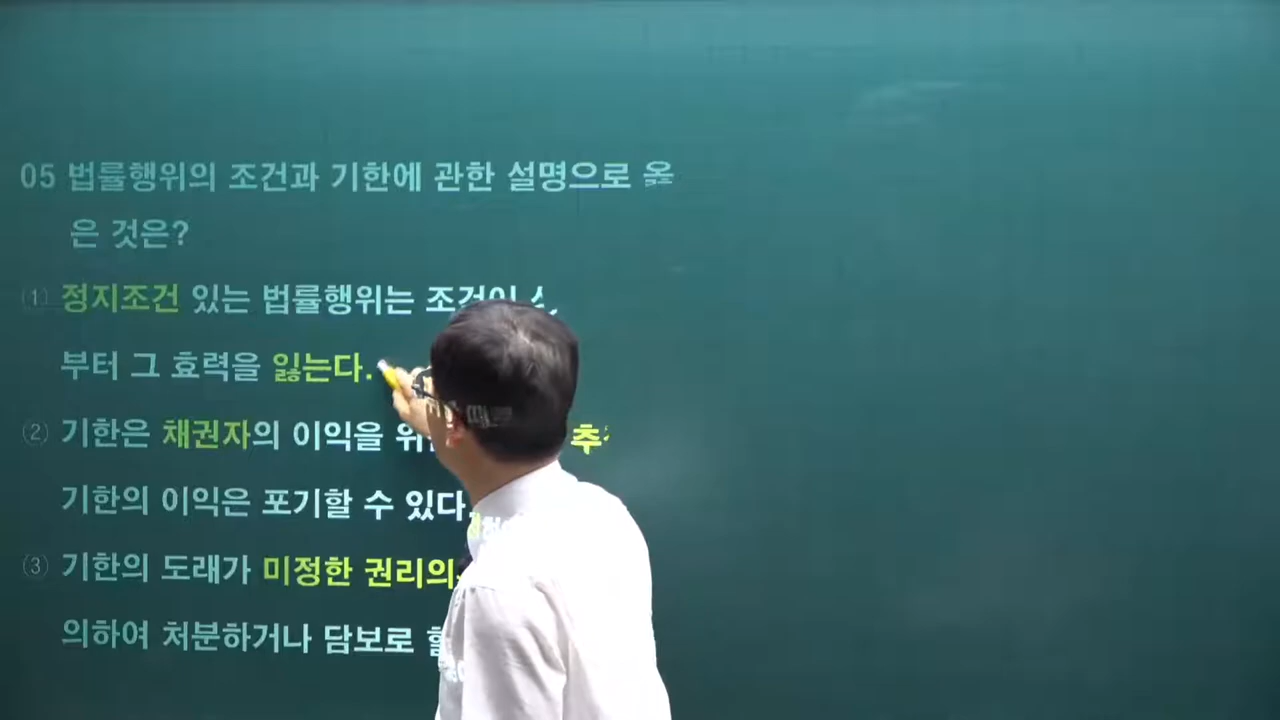 05 법률행위의 조건과 기한에 관한 설명으로 옳
은 것은?
(1) 정지조건 있는 법률행위는 조건이
부터 그 효력을 잃는다.
(2) 기한은 채권자의 이익을
기한의 이익은 포기할 수 있다.
(3) 기한의 도래가 미정한 권리의
의하여 처분하거나 담보로